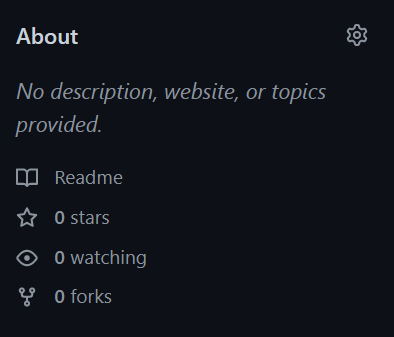 About
No description, website, or topics
provided.
Readme
0 stars
0 watching
0 forks